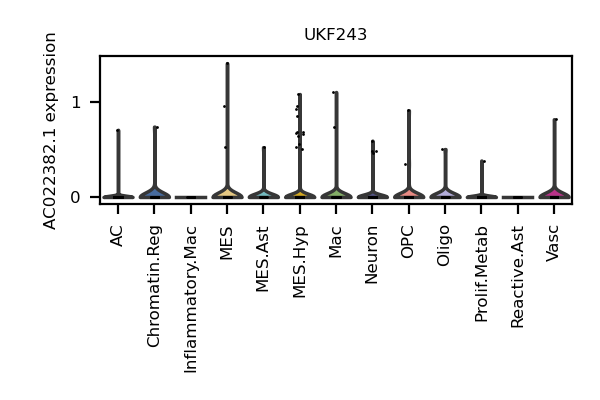 UKF243
AC022382.1 expression
1
0
AC
Chromatin.Reg
Inflammatory.Mac
MES
MES.Ast
MES.Hyp
Mac
Neuron
OPC
Oligo
Prolif.Metab
Reactive.Ast
Vasc